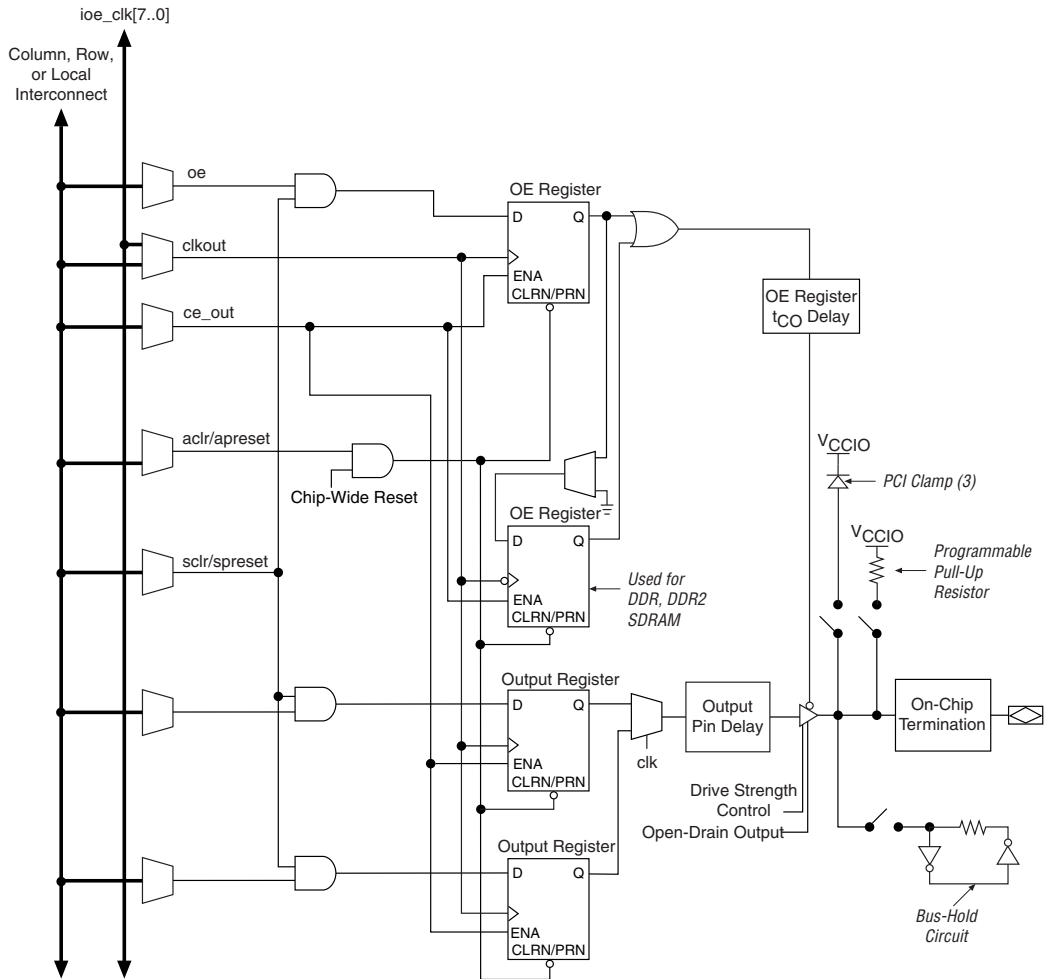 ioe_clk[7..0]
Column, Row,
or Local
Interconnect
oe
OE Register
D
Q
clkout
ENA
CLRN/PRN
OE Register
tCO Delay
ce_out
aclr/apreset
Chip-Wide Reset
VCCIO
PCI Clamp (3)
OE Register
D
Q
VCCIO
Programmable
Pull-Up
Resistor
sclr/spreset
ENA
CLRN/PRN
Used for
DDR, DDR2
SDRAM
Output Register
D
Q
ENA
CLRN/PRN
clk
Output
Pin Delay
On-Chip
Termination
Drive Strength
Control
Open-Drain Output
Output Register
D
Q
ENA
CLRN/PRN
Bus-Hold
Circuit